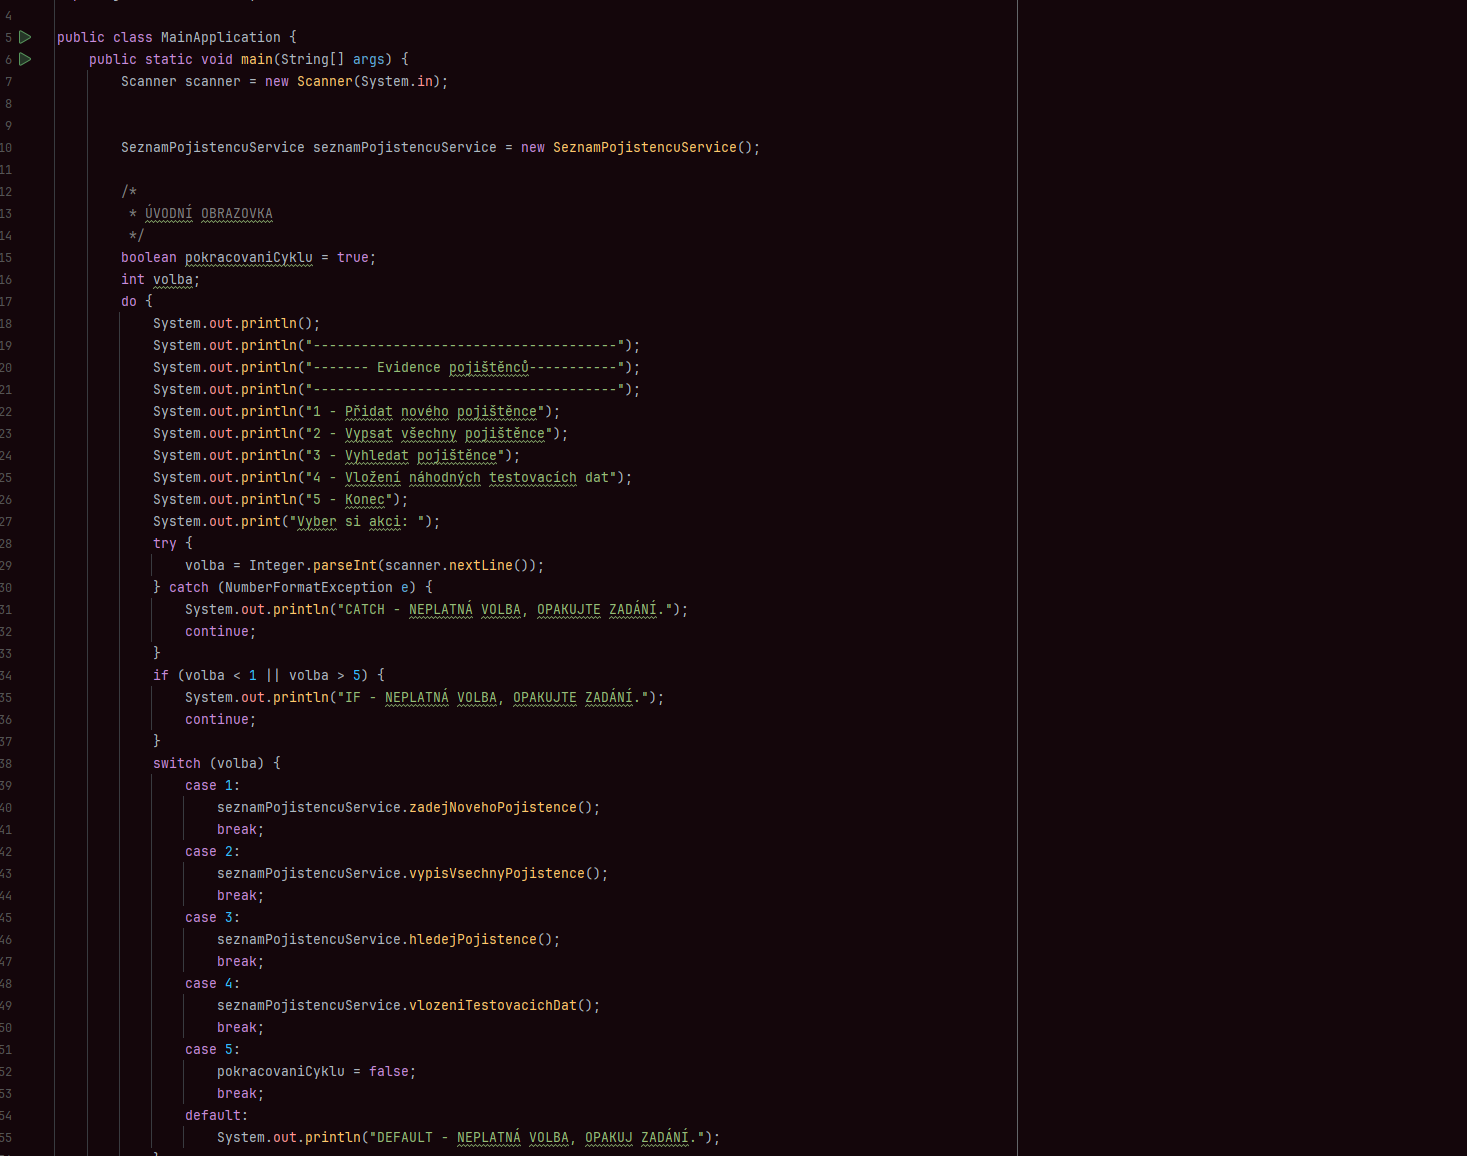 4
5 public class MainApplication {
6 public static void main(String[] args) {
7 Scanner scanner = new Scanner(System.in);
8
9
10 SeznamPojistencuService seznamPojistencuService = new SeznamPojistencuService();
11
12 /*
13 * ÚVODNÍ OBRAZOVKA
14 */
15 boolean pokracovaniCyklu = true;
16 int volba;
17 do {
18 System.out.println();
19 System.out.println("--------------------------------------");
20 System.out.println("------- Evidence pojištěnců-----------");
21 System.out.println("--------------------------------------");
22 System.out.println("1 - Přidat nového pojištěnce");
23 System.out.println("2 - Vypsat všechny pojištěnce");
24 System.out.println("3 - Vyhledat pojištěnce");
25 System.out.println("4 - Vložení náhodných testovacích dat");
26 System.out.println("5 - Konec");
27 System.out.print("Vyber si akci: ");
28 try {
29 volba = Integer.parseInt(scanner.nextLine());
30 } catch (NumberFormatException e) {
31 System.out.println("CATCH - NEPLATNÁ VOLBA, OPAKUJTE ZADÁNÍ.");
32 continue;
33 }
34 if (volba < 1 || volba > 5) {
35 System.out.println("IF - NEPLATNÁ VOLBA, OPAKUJTE ZADÁNÍ.");
36 continue;
37 }
38 switch (volba) {
39 case 1:
40 seznamPojistencuService.zadejNovehoPojistence();
41 break;
42 case 2:
43 seznamPojistencuService.vypisVsechnyPojistence();
44 break;
45 case 3:
46 seznamPojistencuService.hledejPojistence();
47 break;
48 case 4:
49 seznamPojistencuService.vlozeniTestovacichDat();
50 break;
51 case 5:
52 pokracovaniCyklu = false;
53 break;
54 default:
55 System.out.println("DEFAULT - NEPLATNÁ VOLBA, OPAKUJ ZADÁNÍ.");